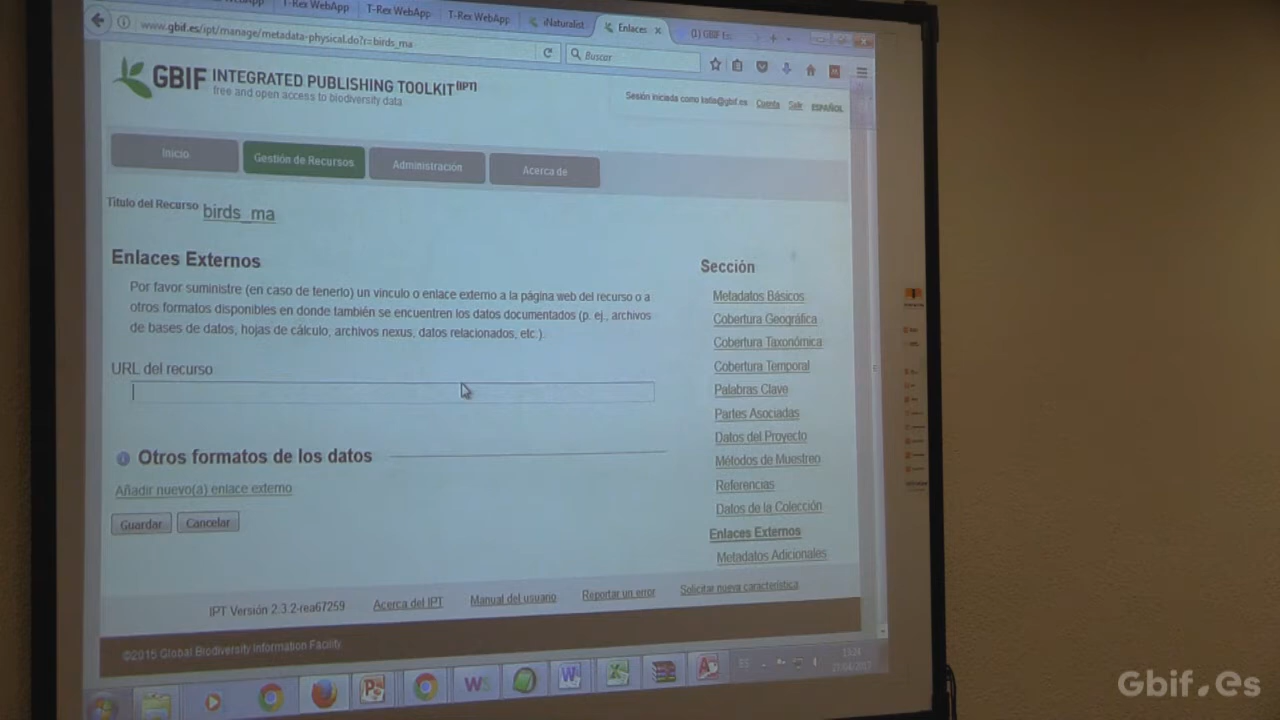 T-Rex WebApp
T-Rex WebApp
T-Rex WebApp
iNaturalist
Enlaces
www.gbif.es/ipt/manage/metadata-physical.do?r=birds_ma
Buscar
GBIF INTEGRATED PUBLISHING TOOLKIT (IPT)
free and open access to biodiversity data
Sesión iniciada como katia@gbif.es Cuenta Salir ESPAÑOL
Inicio
Gestión de Recursos
Administración
Acerca de
Título del Recurso birds_ma
Enlaces Externos
Por favor suministre (en caso de tenerlo) un vínculo o enlace externo a la página web del recurso o a
otros formatos disponibles en donde también se encuentren los datos documentados (p. ej., archivos
de bases de datos, hojas de cálculo, archivos nexus, datos relacionados, etc.).
URL del recurso
Otros formatos de los datos
Añadir nuevo(a) enlace externo
Guardar
Cancelar
Sección
Metadatos Básicos
Cobertura Geográfica
Cobertura Taxonómica
Cobertura Temporal
Palabras Clave
Partes Asociadas
Datos del Proyecto
Métodos de Muestreo
Referencias
Datos de la Colección
Enlaces Externos
Metadatos Adicionales
IPT Versión 2.3.2-rea67259
Acerca del IPT
Manual del usuario
Reportar un error
Solicitar nueva característica
©2015 Global Biodiversity Information Facility
ES
13:24
Gbif.Es